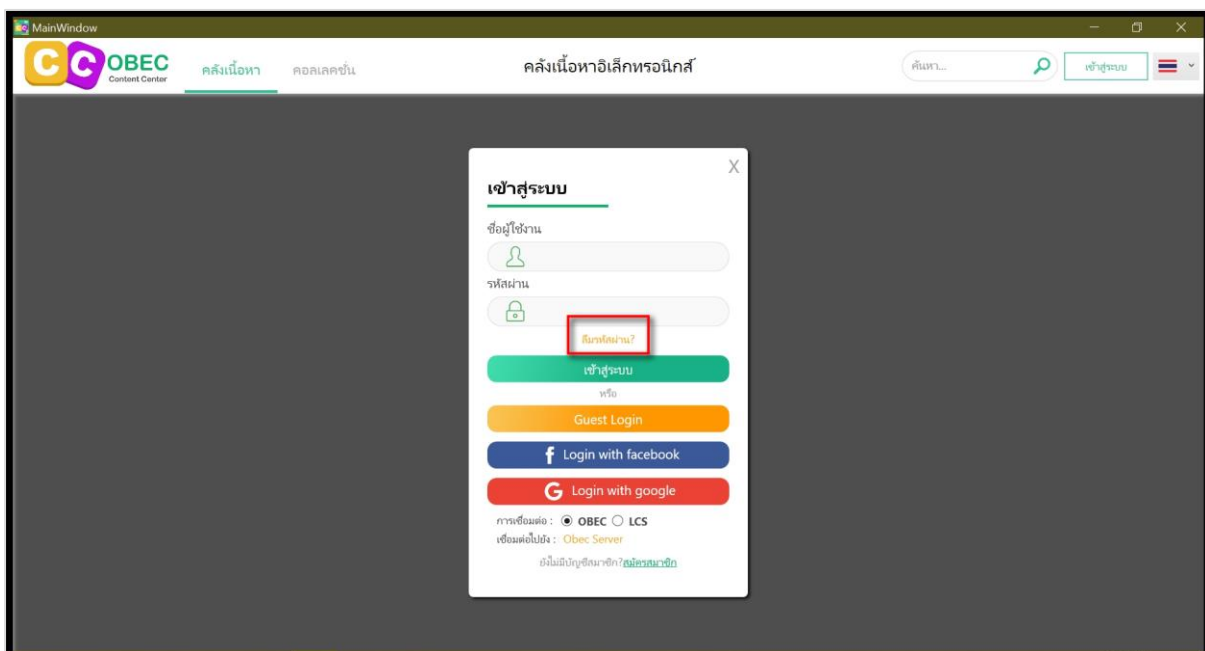 MainWindow
CC OBEC
Content Center
คลังเนื้อหา
คอลเลคชั่น
คลังเนื้อหาอิเล็กทรอนิกส์
ค้นหา...
เข้าสู่ระบบ
X
เข้าสู่ระบบ
ชื่อผู้ใช้งาน
รหัสผ่าน
ลืมรหัสผ่าน?
เข้าสู่ระบบ
หรือ
Guest Login
f Login with facebook
G Login with google
การเชื่อมต่อ : OBEC LCS
เชื่อมต่อไปยัง : Obec Server
ยังไม่มีบัญชีสมาชิก?สมัครสมาชิก